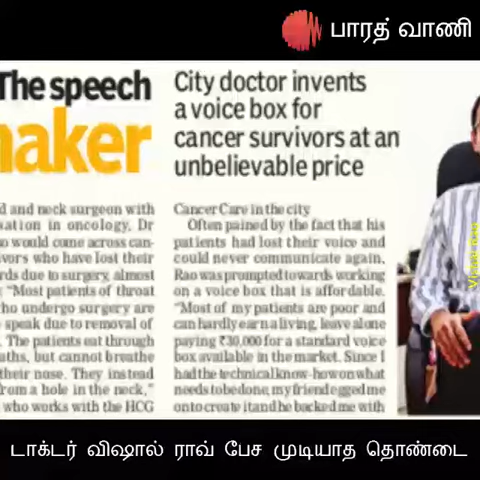 பாரத் வாணி
The speech
maker
City doctor invents
a voice box for
cancer survivors at an
unbelievable price
d and neck surgeon with
sation in oncology, Dr
o would come across can-
vors who have lost their
rds due to surgery, almost
"Most patients of throat
ho undergo surgery are
speak due to removal of
The patients eat through
aths, but cannot breathe
their nose. They instead
from a hole in the neck,"
who works with the HCG
Cancer Care in the city
Often pained by the fact that his
patients had lost their voice and
could never communicate again,
Rao was prompted towards working
on a voice box that is affordable.
"Most of my patients are poor and
can hardly earn a living, leave alone
paying ₹30,000 for a standard voice
box available in the market. Since I
had the technical know-how on what
needs to be done, my friend egged me
on to create it and he backed me with
டாக்டர் விஷால் ராவ் பேச முடியாத தொண்டை